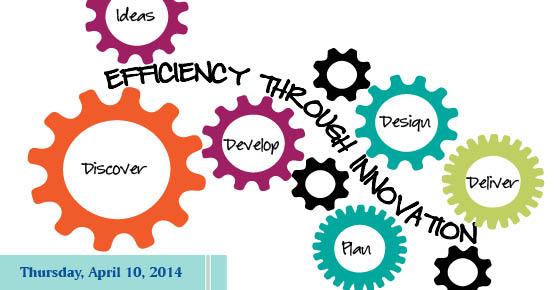 Ideas
EFFICIENCY THROUGH INNOVATION
Discover
Develop
Design
Deliver
Plan
Thursday, April 10, 2014